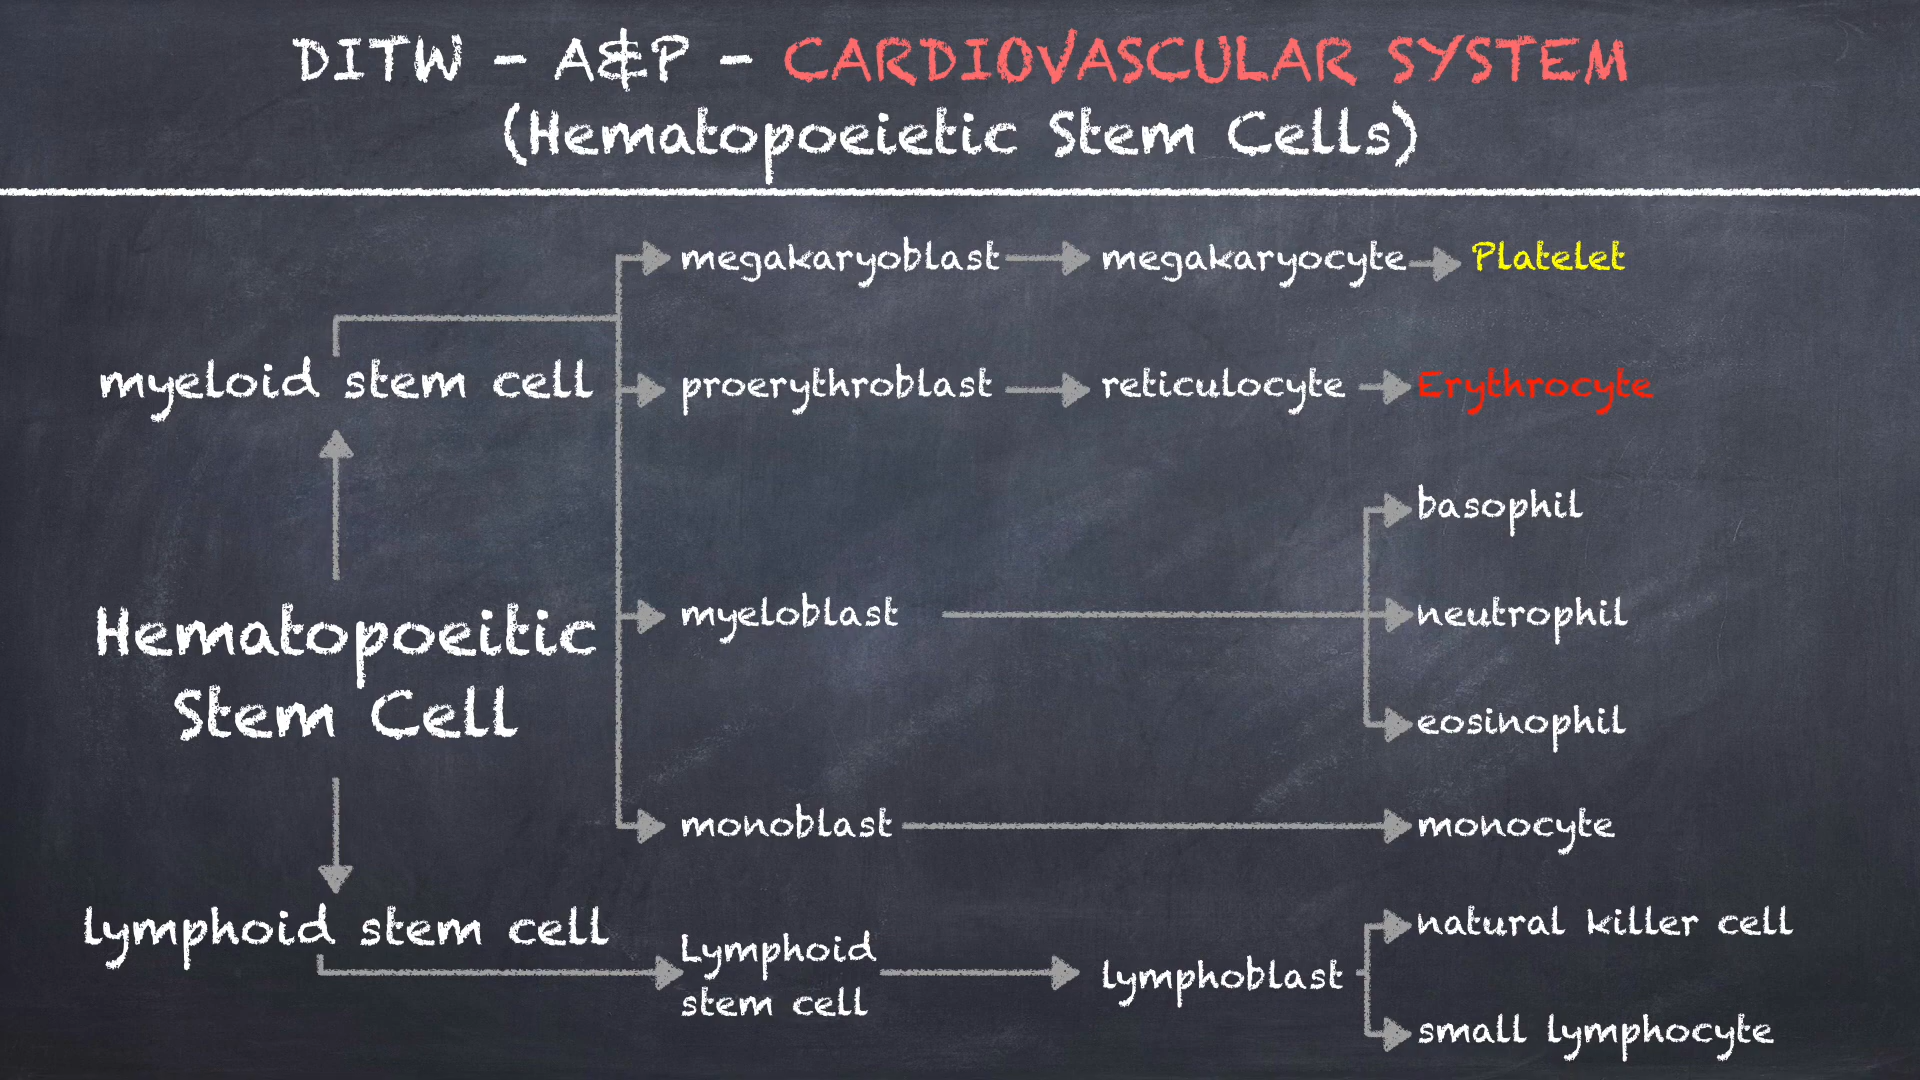 DITW - A&P - CARDIOVASCULAR SYSTEM
(Hematopoeietic Stem Cells)
megakaryoblast megakaryocyte Platelet
myeloid stem cell
proerythroblast reticulocyte Erythrocyte
basophil
Hematopoeitic
Stem Cell
myeloblast
neutrophil
eosinophil
monoblast monocyte
lymphoid stem cell
Lymphoid
stem cell
lymphoblast
natural killer cell
small lymphocyte